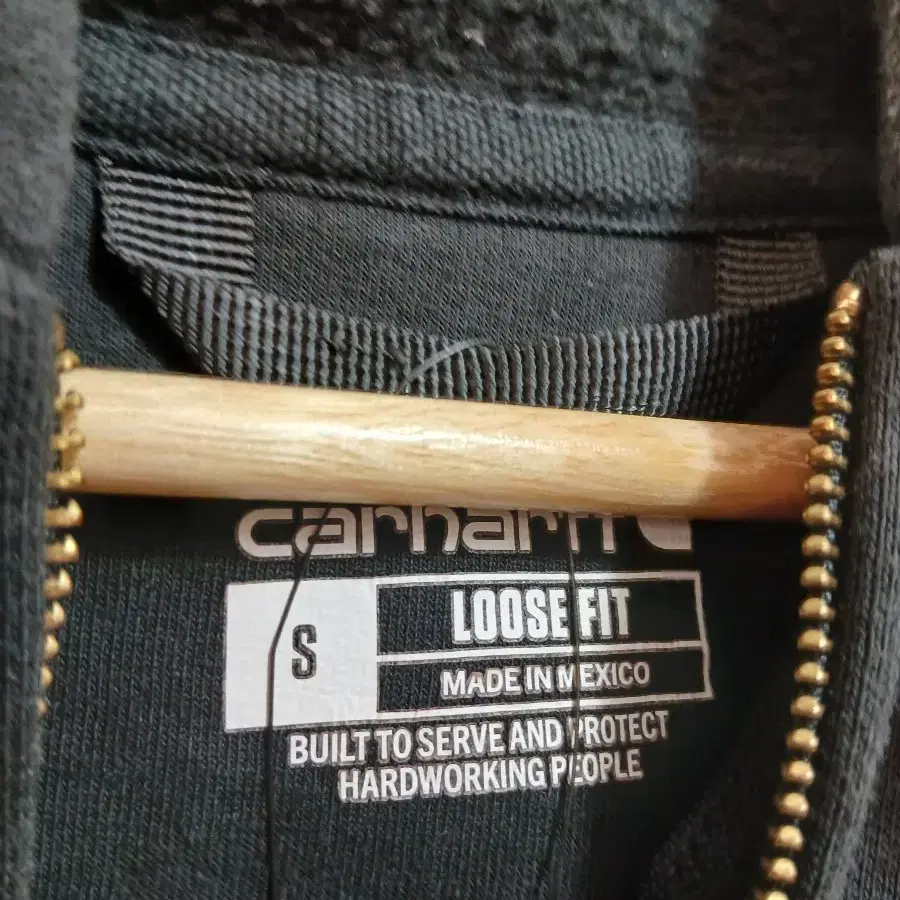 carhartt
S
LOOSE FIT
MADE IN MEXICO
BUILT TO SERVE AND PROTECT
HARDWORKING PEOPLE